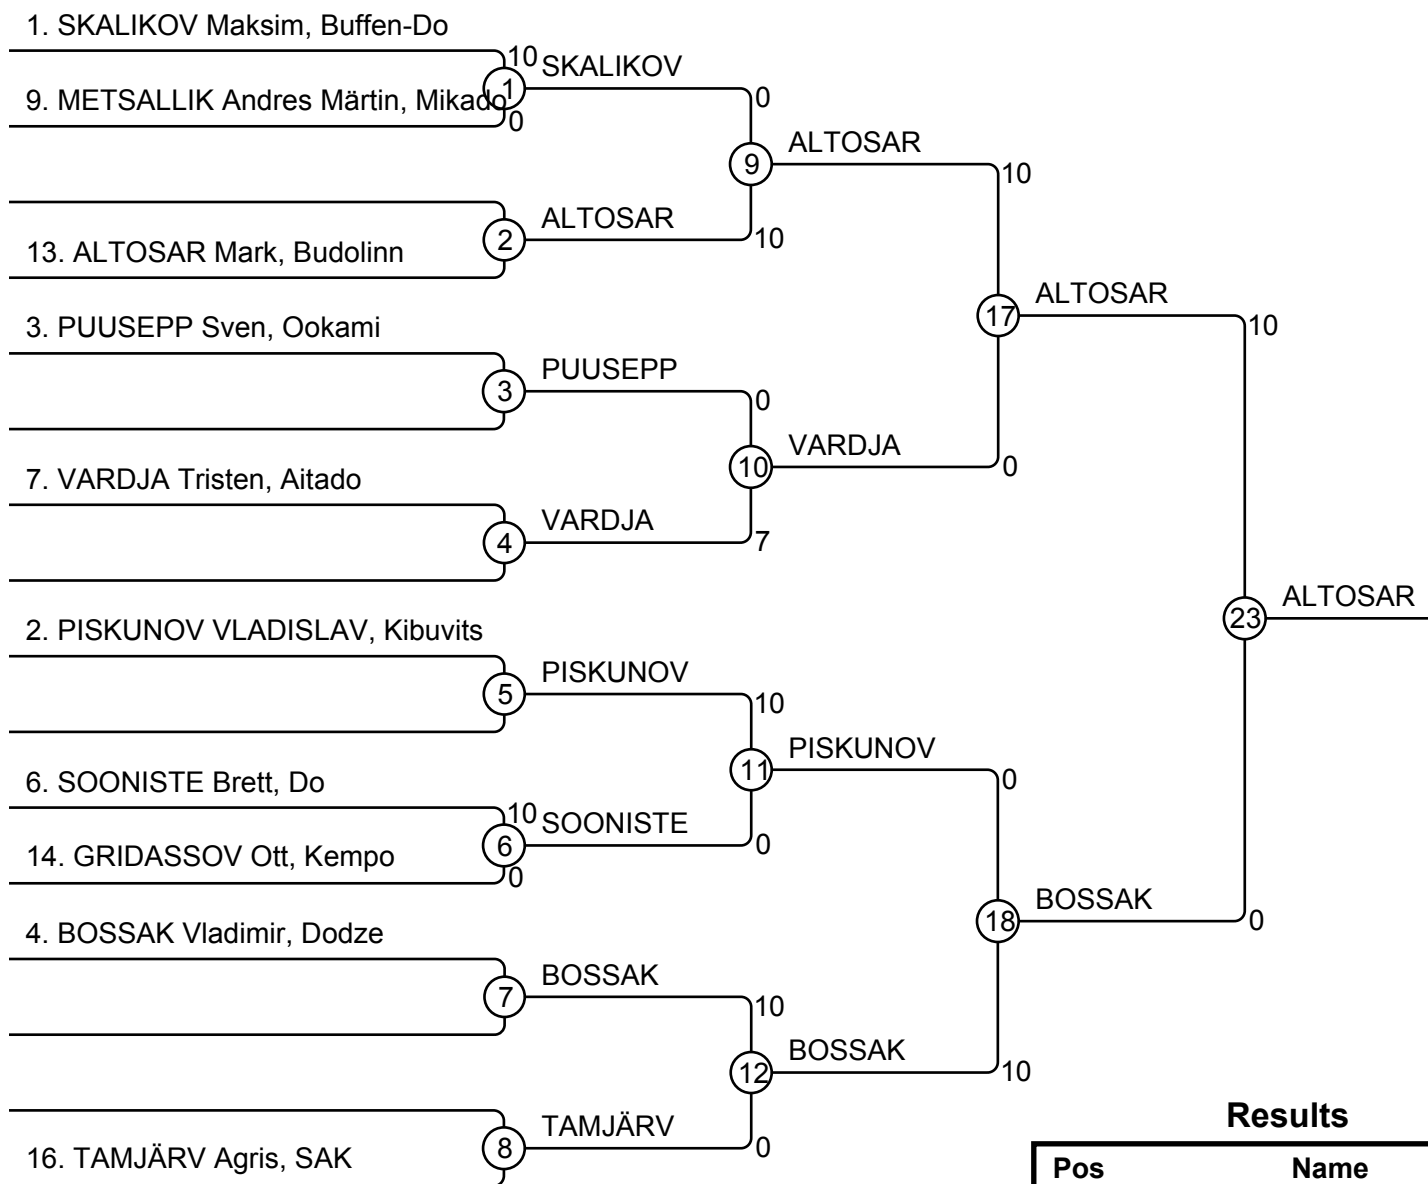 1. SKALIKOV Maksim, Buffen-Do
10
SKALIKOV
1
9. METSALLIK Andres Märtin, Mikado
0
0
ALTOSAR
9
10
ALTOSAR
2
10
13. ALTOSAR Mark, Budolinn
ALTOSAR
17
10
3. PUUSEPP Sven, Ookami
PUUSEPP
3
0
VARDJA
10
0
7. VARDJA Tristen, Aitado
VARDJA
4
7
ALTOSAR
23
2. PISKUNOV VLADISLAV, Kibuvits
PISKUNOV
5
10
PISKUNOV
11
0
6. SOONISTE Brett, Do
10
SOONISTE
6
0
14. GRIDASSOV Ott, Kempo
0
BOSSAK
18
0
4. BOSSAK Vladimir, Dodze
BOSSAK
7
10
BOSSAK
12
10
TAMJÄRV
8
0
16. TAMJÄRV Agris, SAK
Results
Pos Name